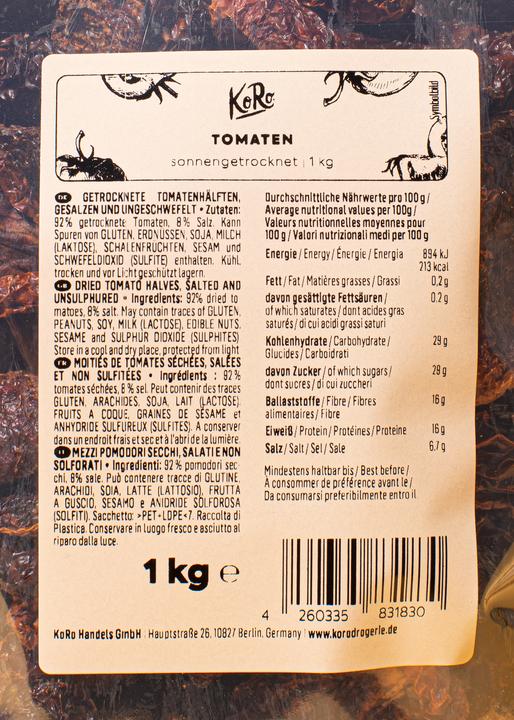 KoRo
Symbolbild
TOMATEN
sonnengetrocknet | 1 kg
DE GETROCKNETE TOMATENHÄLFTEN,
GESALZEN UND UNGESCHWEFELT • Zutaten:
92% getrocknete Tomaten, 8% Salz. Kann
Spuren von GLUTEN, ERDNÜSSEN, SOJA, MILCH
(LAKTOSE), SCHALENFRÜCHTEN, SESAM und
SCHWEFELDIOXID (SULFITE) enthalten. Kühl,
trocken und vor Licht geschützt lagern.
GB DRIED TOMATO HALVES, SALTED AND
UNSULPHURED • Ingredients: 92% dried to-
matoes, 8% salt. May contain traces of GLUTEN,
PEANUTS, SOY, MILK (LACTOSE), EDIBLE NUTS,
SESAME and SULPHUR DIOXIDE (SULPHITES)
Store in a cool and dry place, protected from light
FR MOITIÉS DE TOMATES SÉCHÉES, SALÉES
ET NON SULFITÉES • Ingrédients : 92%
tomates séchées, 8% sel. Peut contenir des traces
GLUTEN, ARACHIDES, SOJA, LAIT (LACTOSE),
FRUITS A COQUE, GRAINES DE SÉSAME et
ANHYDRIDE SULFUREUX (SULFITES). A conserver
dans un endroit frais et sec et à l'abri de la lumière.
IT MEZZI POMODORI SECCHI, SALATI E NON
SOLFORATI • Ingredienti: 92% pomodori sec-
chi, 8% sale. Può contenere tracce di GLUTINE,
ARACHIDI, SOIA, LATTE (LATTOSIO), FRUTTA
A GUSCIO, SESAMO e ANIDRIDE SOLFOROSA
(SOLFITI). Sacchetto: >PET+LDPE<7. Raccolta di
Plastica. Conservare in luogo fresco e asciutto al
riparo dalla luce.
1 kg ℮
Durchschnittliche Nährwerte pro 100 g /
Average nutritional values per 100g /
Valeurs nutritionnelles moyennes pour
100 g / Valori nutrizionali medi per 100 g
Energie / Energy / Énergie / Energia 894 kJ
213 kcal
Fett / Fat / Matières grasses / Grassi 0,2 g
davon gesättigte Fettsäuren / 0.2 g
of which saturates / dont acides gras
saturés / di cui acidi grassi saturi
Kohlenhydrate / Carbohydrate / 29 g
Glucides / Carboidrati
davon Zucker / of which sugars / 29 g
dont sucres / di cui zuccheri
Ballaststoffe / Fibre / Fibres 16 g
alimentaires / Fibre
Eiweiß / Protein / Protéines / Proteine 16 g
Salz / Salt / Sel / Sale 6,7 g
Mindestens haltbar bis / Best before /
À consommer de préférence avant le /
Da consumarsi preferibilmente entro il
4 260335 831830
KoRo Handels GmbH | Hauptstraße 26, 10827 Berlin, Germany | www.korodrogerie.de